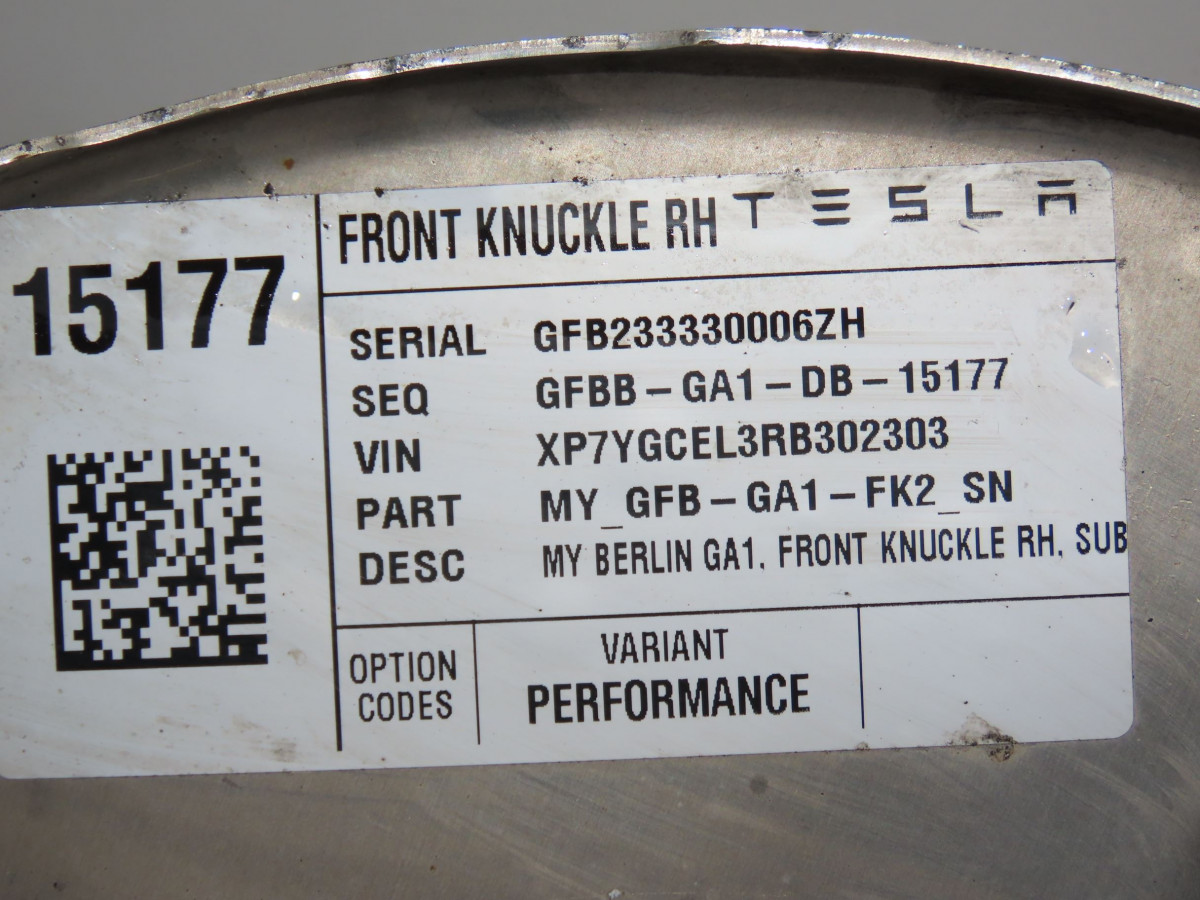 15177
FRONT KNUCKLE RH TESLA
SERIAL GFB233330006ZH
SEQ GFBB-GA1-DB-15177
VIN XP7YGCEL3RB302303
PART MY_GFB-GA1-FK2_SN
DESC MY BERLIN GA1. FRONT KNUCKLE RH, SUB
OPTION CODES
VARIANT
PERFORMANCE